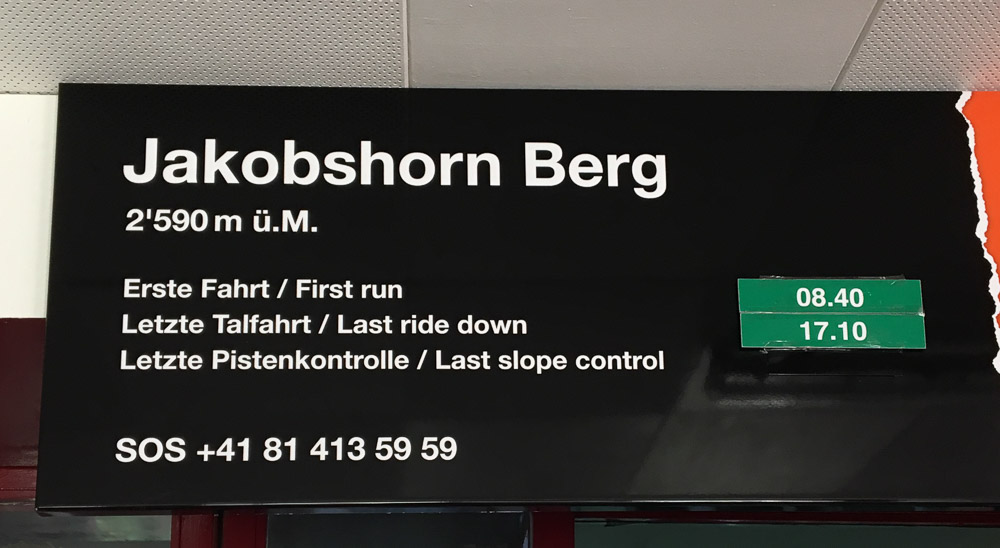 Jakobshorn Berg
2'590 m ü.M.
Erste Fahrt / First run 08.40
Letzte Talfahrt / Last ride down 17.10
Letzte Pistenkontrolle / Last slope control
SOS +41 81 413 59 59